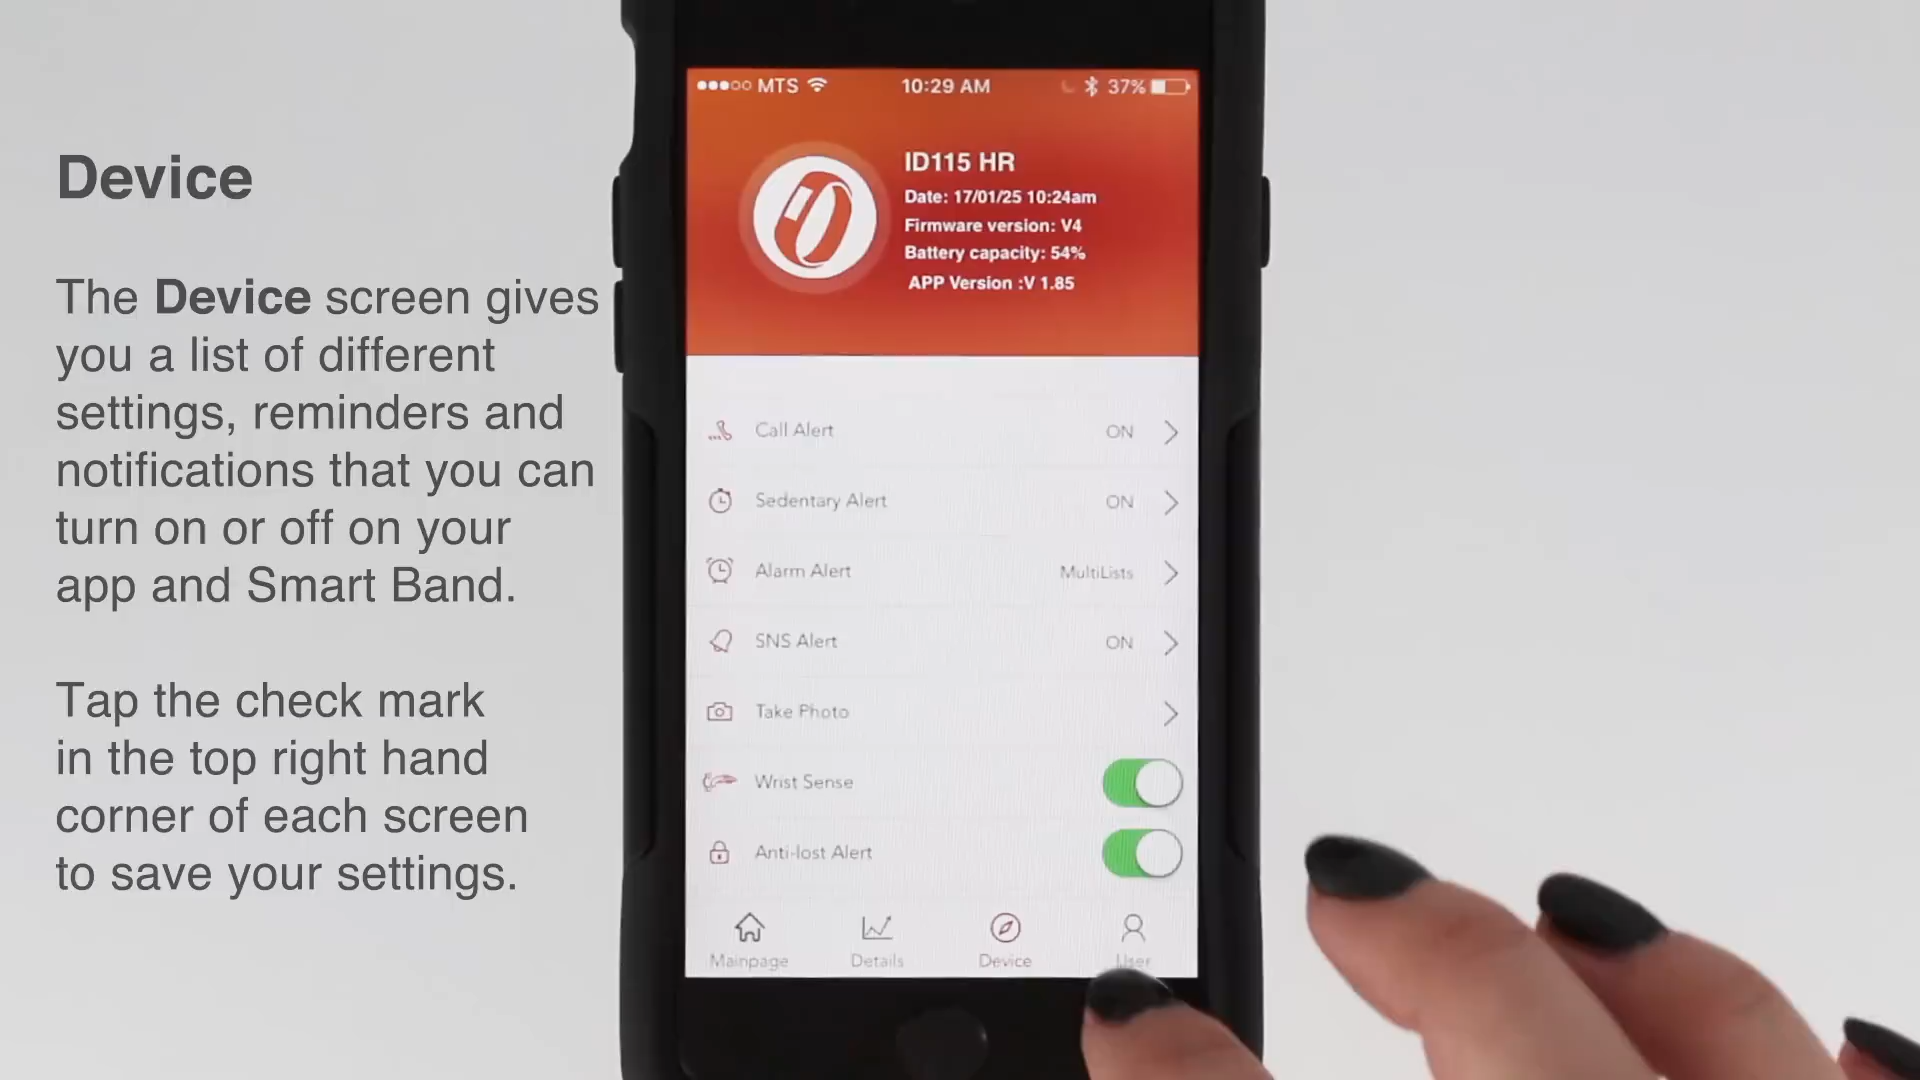 Device
The Device screen gives
you a list of different
settings, reminders and
notifications that you can
turn on or off on your
app and Smart Band.
Tap the check mark
in the top right hand
corner of each screen
to save your settings.
MTS
10:29 AM
37%
ID115 HR
Date: 17/01/25 10:24am
Firmware version: V4
Battery capacity: 54%
APP Version :V 1.85
Call Alert ON
Sedentary Alert ON
Alarm Alert MultiLists
SNS Alert ON
Take Photo
Wrist Sense
Anti-lost Alert
Mainpage Details Device User